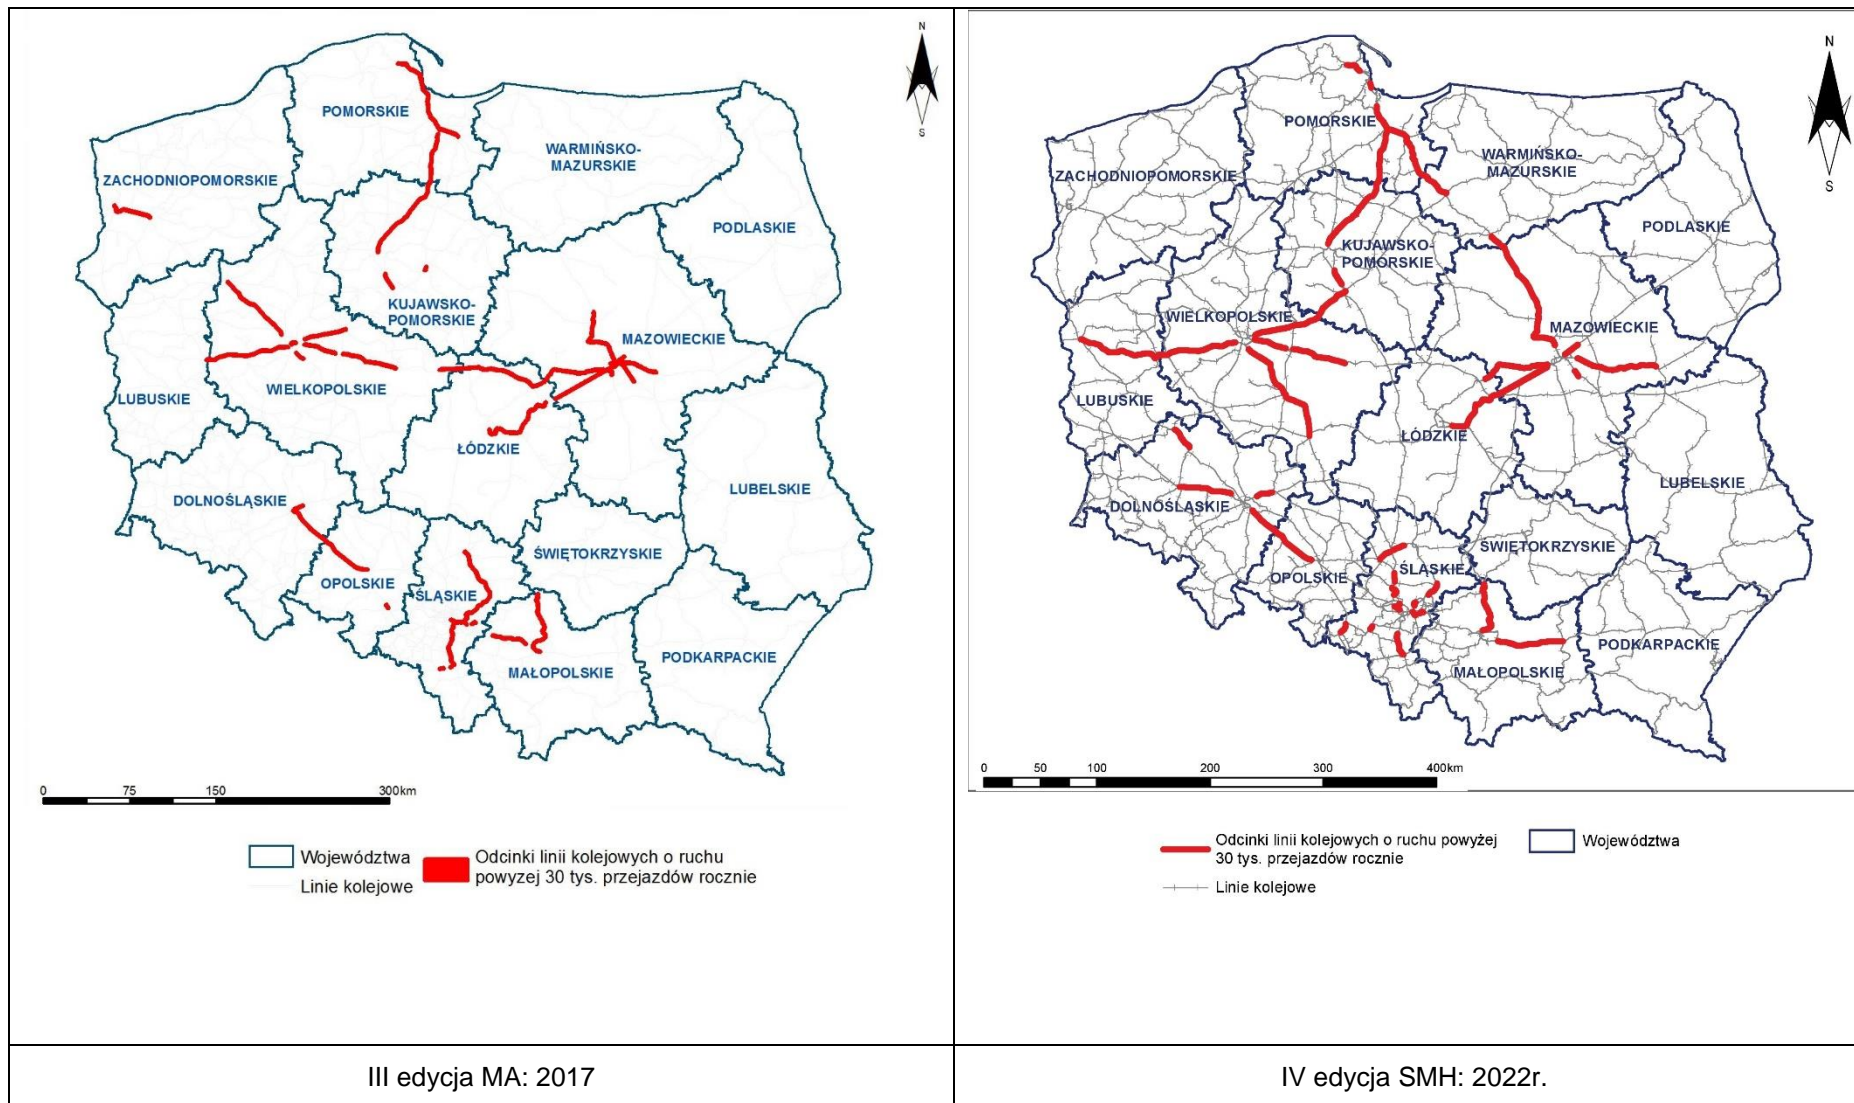 N
S
POMORSKIE
WARMIŃSKO-
MAZURSKIE
ZACHODNIOPOMORSKIE
PODLASKIE
KUJAWSKO-
POMORSKIE
MAZOWIECKIE
WIELKOPOLSKIE
LUBUSKIE
ŁÓDZKIE
LUBELSKIE
DOLNOŚLĄSKIE
ŚWIĘTOKRZYSKIE
OPOLSKIE
ŚLĄSKIE
PODKARPACKIE
MAŁOPOLSKIE
0 75 150 300km
Województwa
Linie kolejowe
Odcinki linii kolejowych o ruchu
powyzej 30 tys. przejazdów rocznie
III edycja MA: 2017
N
S
POMORSKIE
WARMIŃSKO-
MAZURSKIE
ZACHODNIOPOMORSKIE
PODLASKIE
KUJAWSKO-
POMORSKIE
WIELKOPOLSKIE
MAZOWIECKIE
LUBUSKIE
ŁÓDZKIE
LUBELSKIE
DOLNOŚLĄSKIE
ŚWIĘTOKRZYSKIE
OPOLSKIE
ŚLĄSKIE
PODKARPACKIE
MAŁOPOLSKIE
0 50 100 200 300 400km
Odcinki linii kolejowych o ruchu powyżej
30 tys. przejazdów rocznie
Województwa
Linie kolejowe
IV edycja SMH: 2022r.